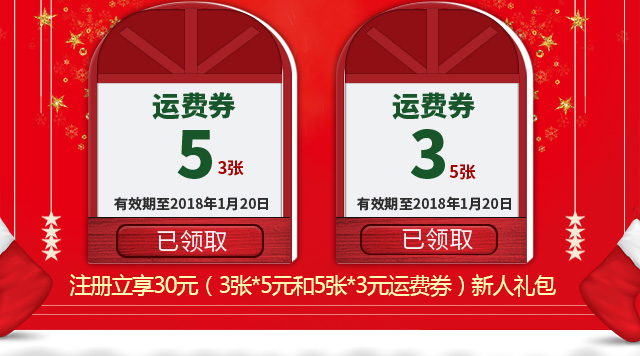 运费券
5 3张
有效期至2018年1月20日
已领取
运费券
3 5张
有效期至2018年1月20日
已领取
注册立享30元（3张*5元和5张*3元运费券）新人礼包